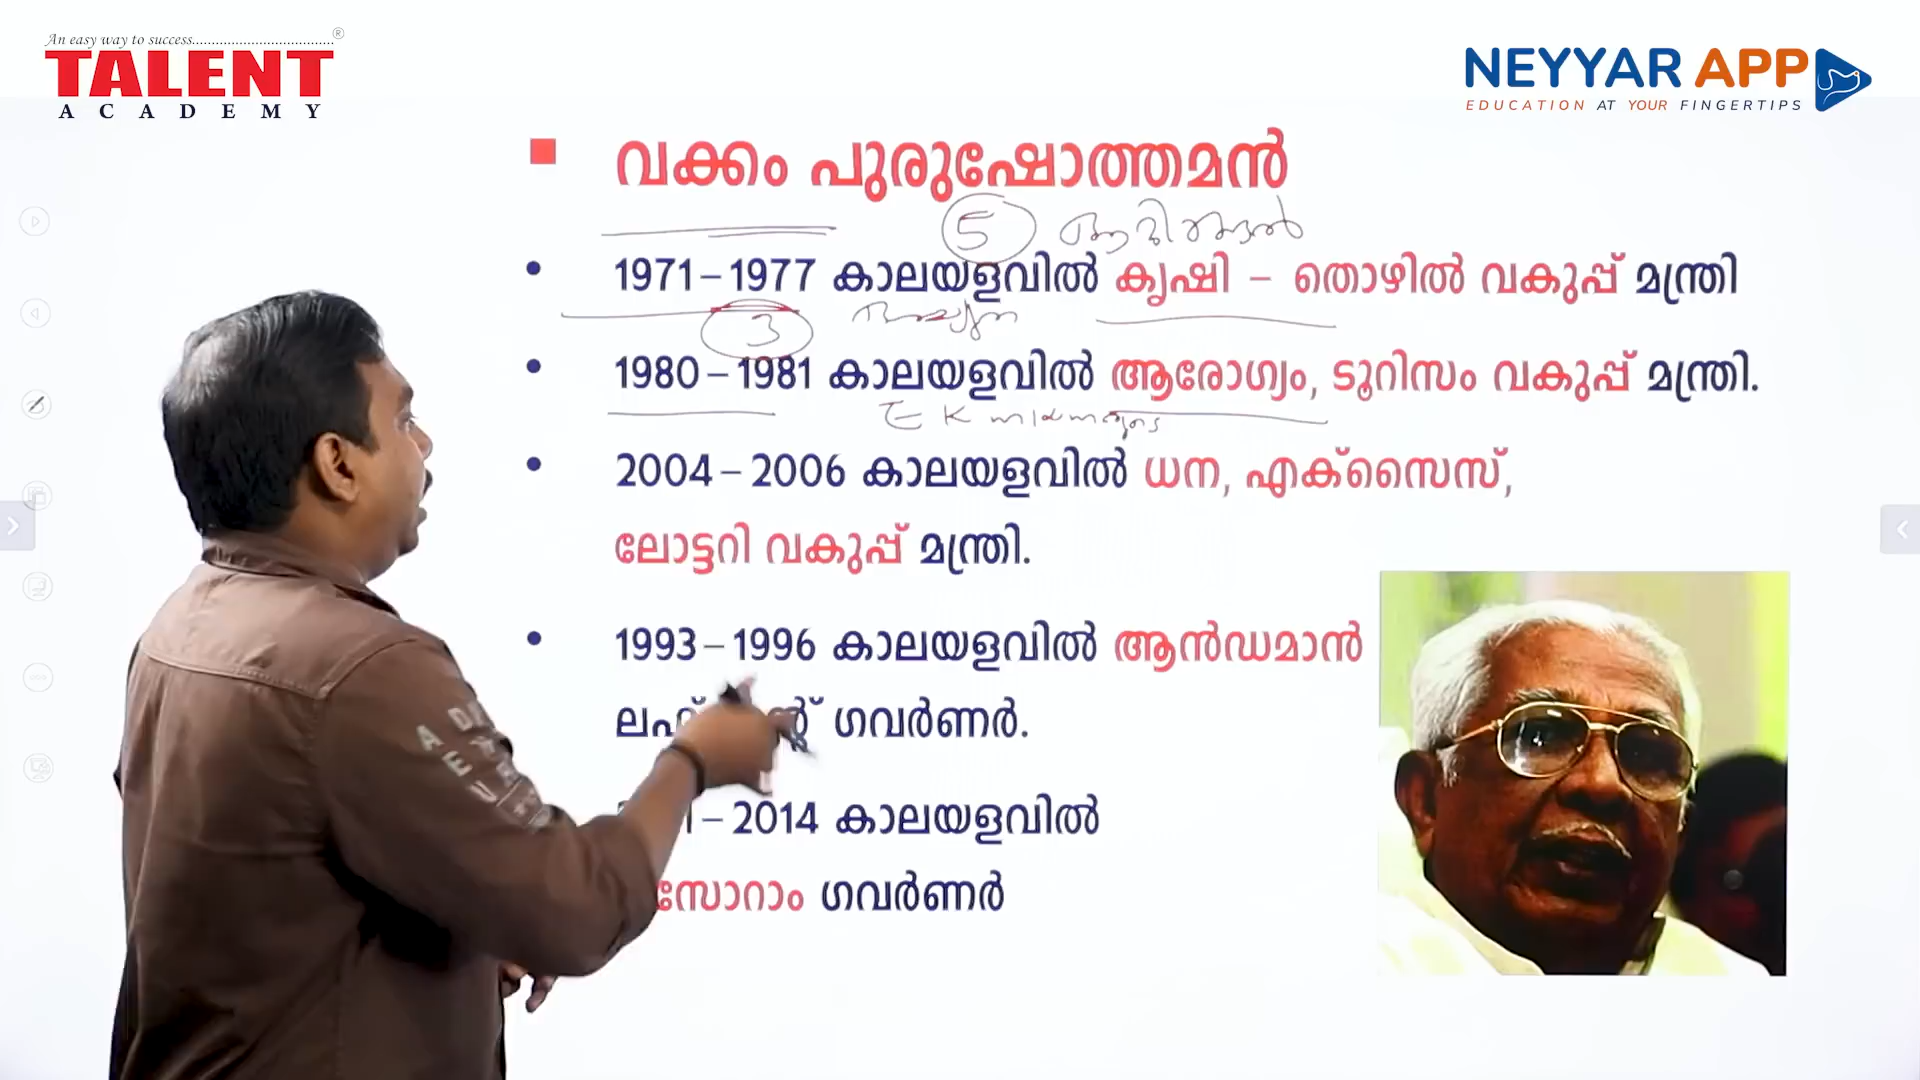 An easy way to success
TALENT
ACADEMY
NEYYAR APP
EDUCATION AT YOUR FINGERTIPS
വക്കം പുരുഷോത്തമൻ
5 ആറ്റിങ്ങൽ
1971–1977 കാലയളവിൽ കൃഷി – തൊഴിൽ വകുപ്പ് മന്ത്രി
3
1980–1981 കാലയളവിൽ ആരോഗ്യം, ടൂറിസം വകുപ്പ് മന്ത്രി.
E K
2004–2006 കാലയളവിൽ ധന, എക്സൈസ്,
ലോട്ടറി വകുപ്പ് മന്ത്രി.
1993–1996 കാലയളവിൽ ആൻഡമാൻ
ഗവർണർ.
–2014 കാലയളവിൽ
ഗവർണർ